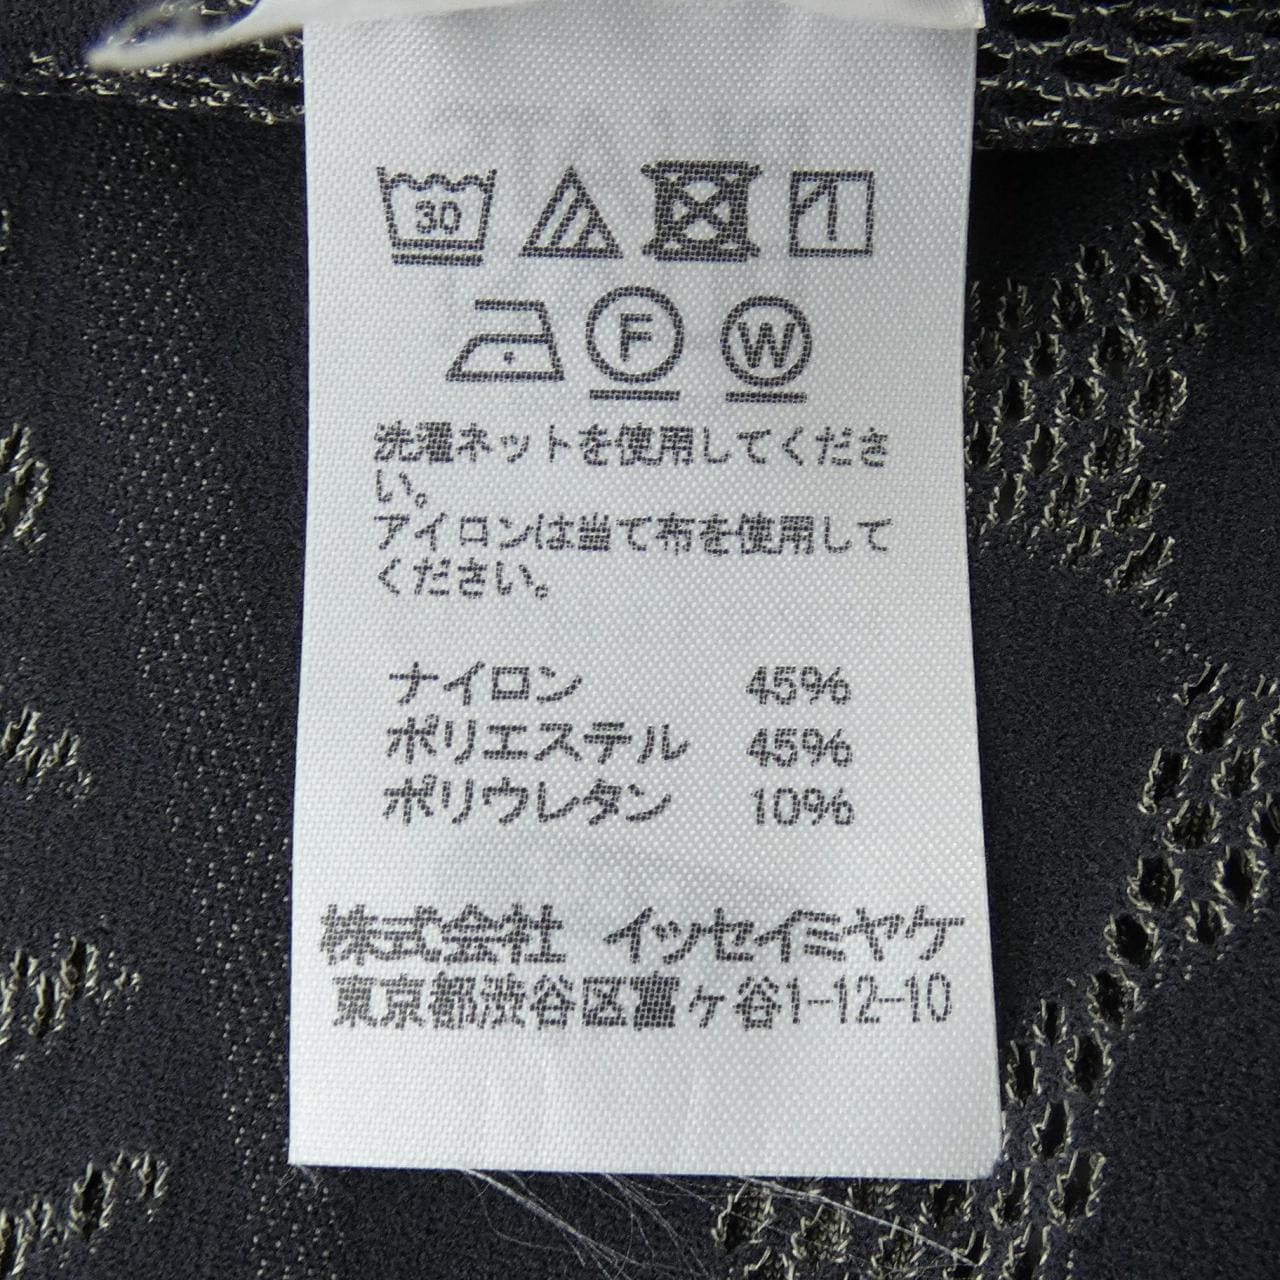 30
F W
洗濯ネットを使用してくださ
い。
アイロンは当て布を使用して
ください。
ナイロン 45%
ポリエステル 45%
ポリウレタン 10%
株式会社 イッセイミヤケ
東京都渋谷区富ヶ谷1-12-10